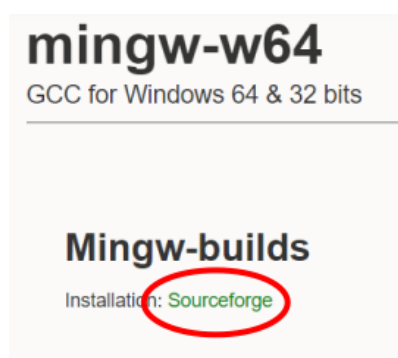 mingw-w64
GCC for Windows 64 & 32 bits
Mingw-builds
Installation: Sourceforge